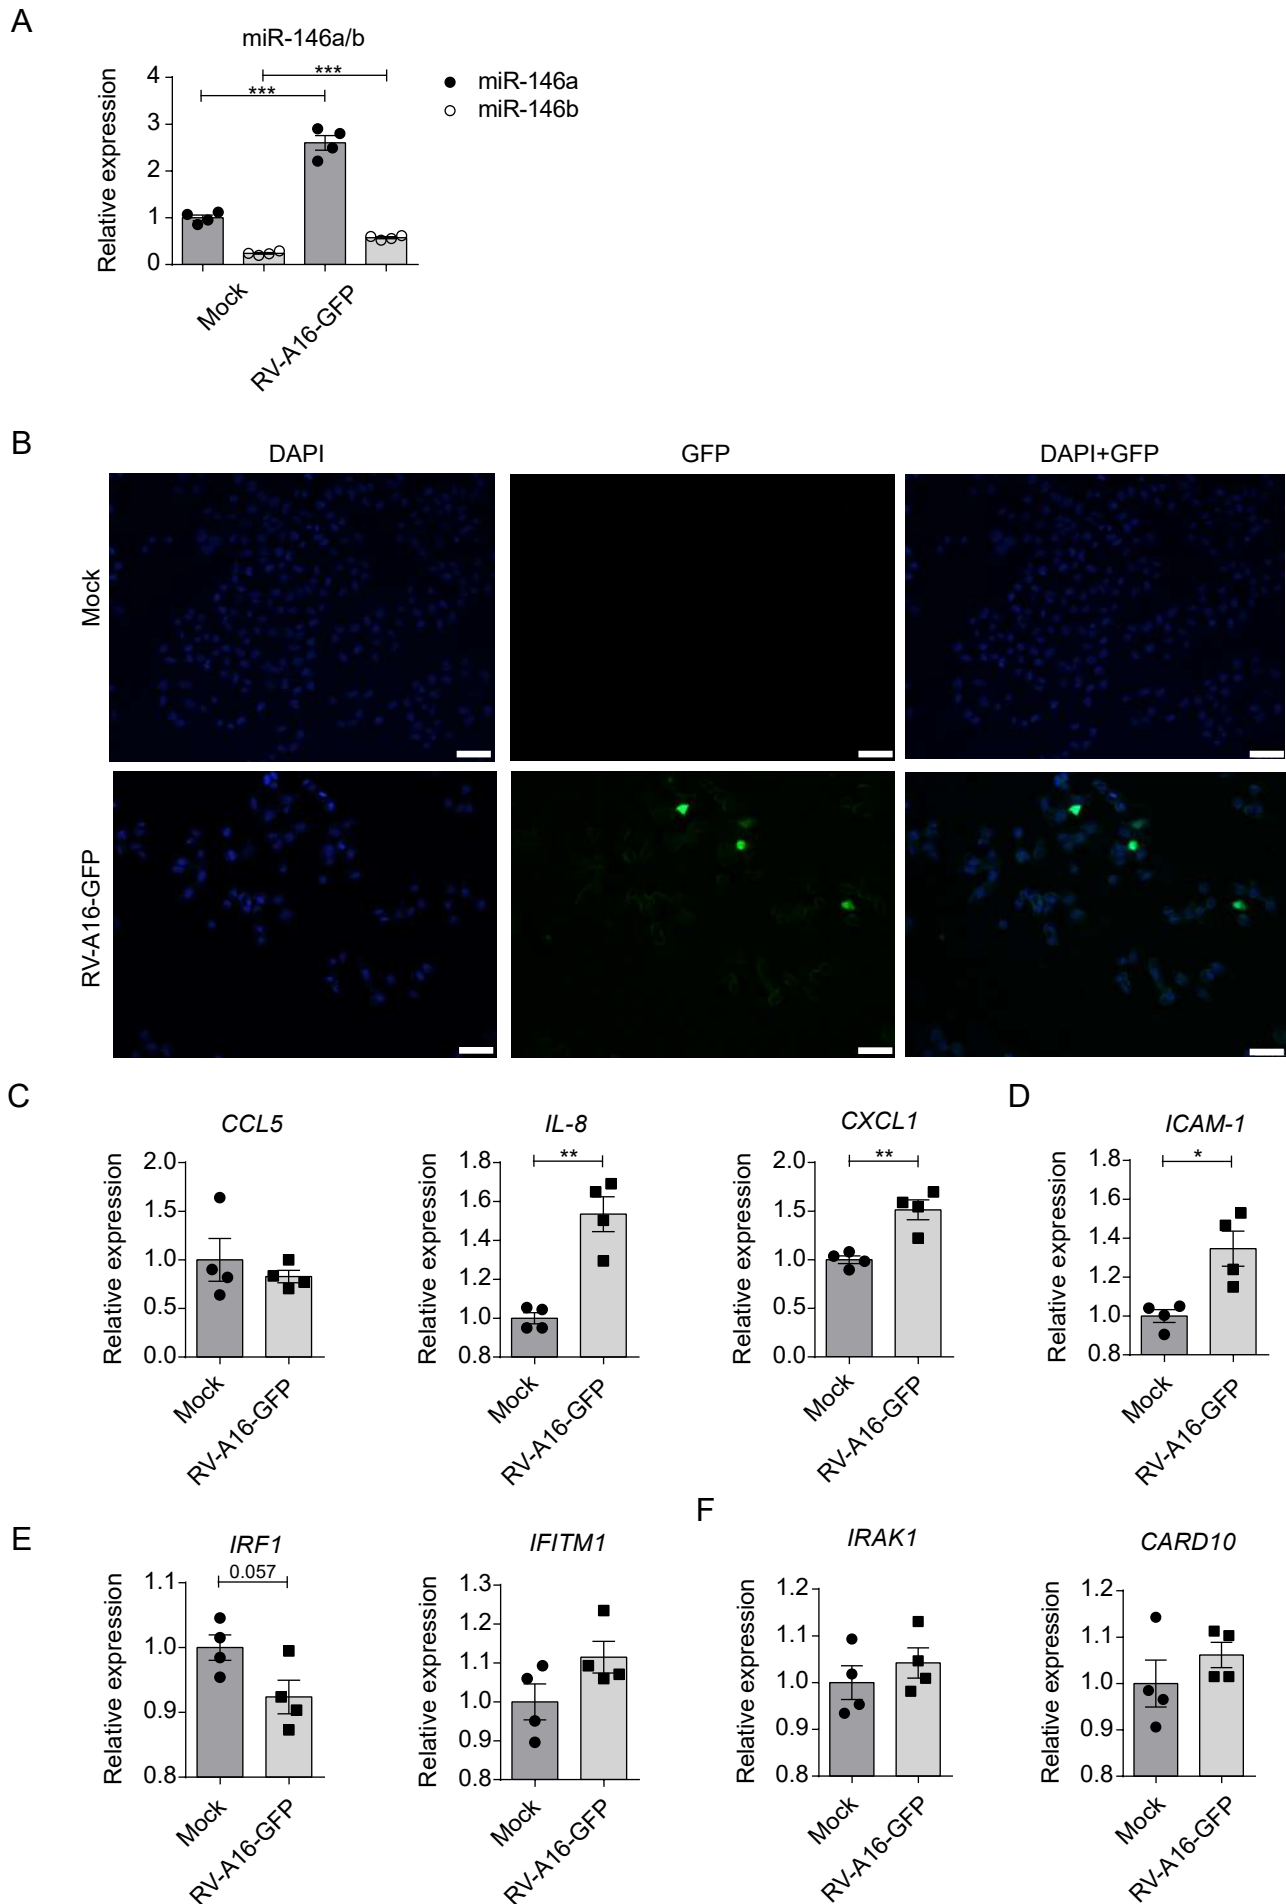 A
miR-146a/b
***
***
miR-146a
miR-146b
Relative expression
4
3
2
1
0
Mock
RV-A16-GFP
B
DAPI
GFP
DAPI+GFP
Mock
RV-A16-GFP
C
CCL5
Relative expression
2.0
1.5
1.0
0.5
0.0
Mock
RV-A16-GFP
IL-8
**
Relative expression
1.8
1.6
1.4
1.2
1.0
0.8
Mock
RV-A16-GFP
CXCL1
**
Relative expression
2.0
1.5
1.0
0.5
0.0
Mock
RV-A16-GFP
D
ICAM-1
*
Relative expression
1.8
1.6
1.4
1.2
1.0
0.8
Mock
RV-A16-GFP
E
IRF1
0.057
Relative expression
1.1
1.0
0.9
0.8
Mock
RV-A16-GFP
IFITM1
Relative expression
1.3
1.2
1.1
1.0
0.9
0.8
Mock
RV-A16-GFP
F
IRAK1
Relative expression
1.2
1.1
1.0
0.9
0.8
Mock
RV-A16-GFP
CARD10
Relative expression
1.2
1.1
1.0
0.9
0.8
Mock
RV-A16-GFP